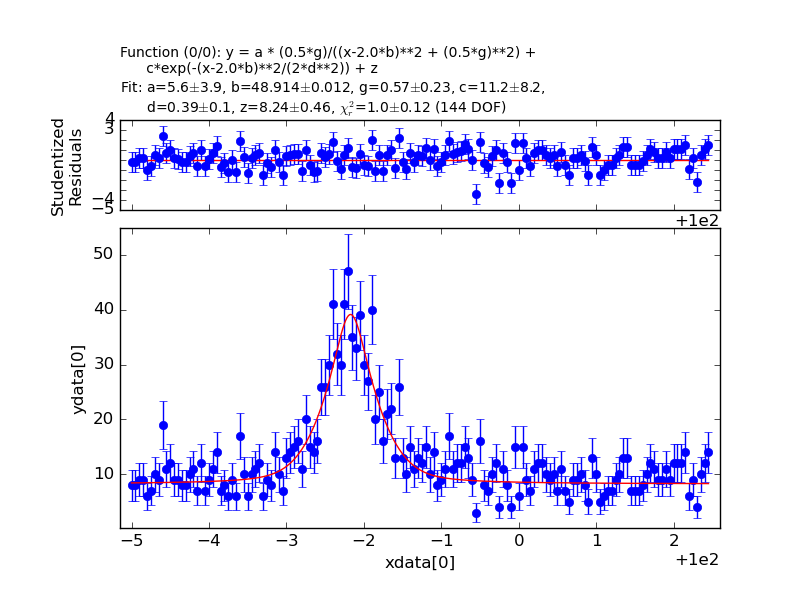 Function (0/0): y = a * (0.5*g)/((x-2.0*b)**2 + (0.5*g)**2) +
c*exp(-(x-2.0*b)**2/(2*d**2)) + z
Fit: a=5.6±3.9, b=48.914±0.012, g=0.57±0.23, c=11.2±8.2,
d=0.39±0.1, z=8.24±0.46, χ²ᵣ=1.0±0.12 (144 DOF)
Studentized
Residuals
4
3
−4
−5
+1e2
ydata[0]
50
40
30
20
10
−5 −4 −3 −2 −1 0 1 2
xdata[0]
+1e2